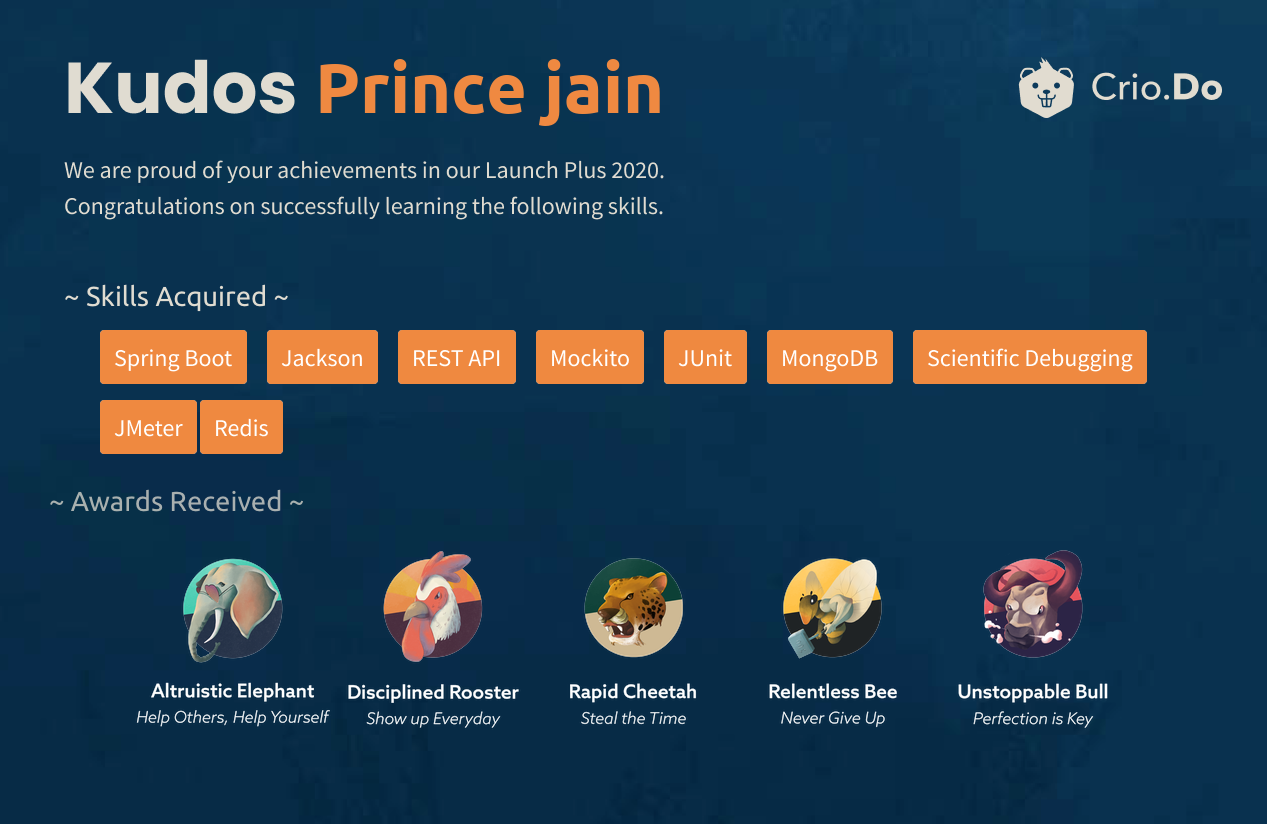 Kudos Prince jain
Crio.Do
We are proud of your achievements in our Launch Plus 2020.
Congratulations on successfully learning the following skills.
~ Skills Acquired ~
Spring Boot Jackson REST API Mockito JUnit MongoDB Scientific Debugging
JMeter Redis
~ Awards Received ~
Altruistic Elephant Disciplined Rooster Rapid Cheetah Relentless Bee Unstoppable Bull
Help Others, Help Yourself Show up Everyday Steal the Time Never Give Up Perfection is Key